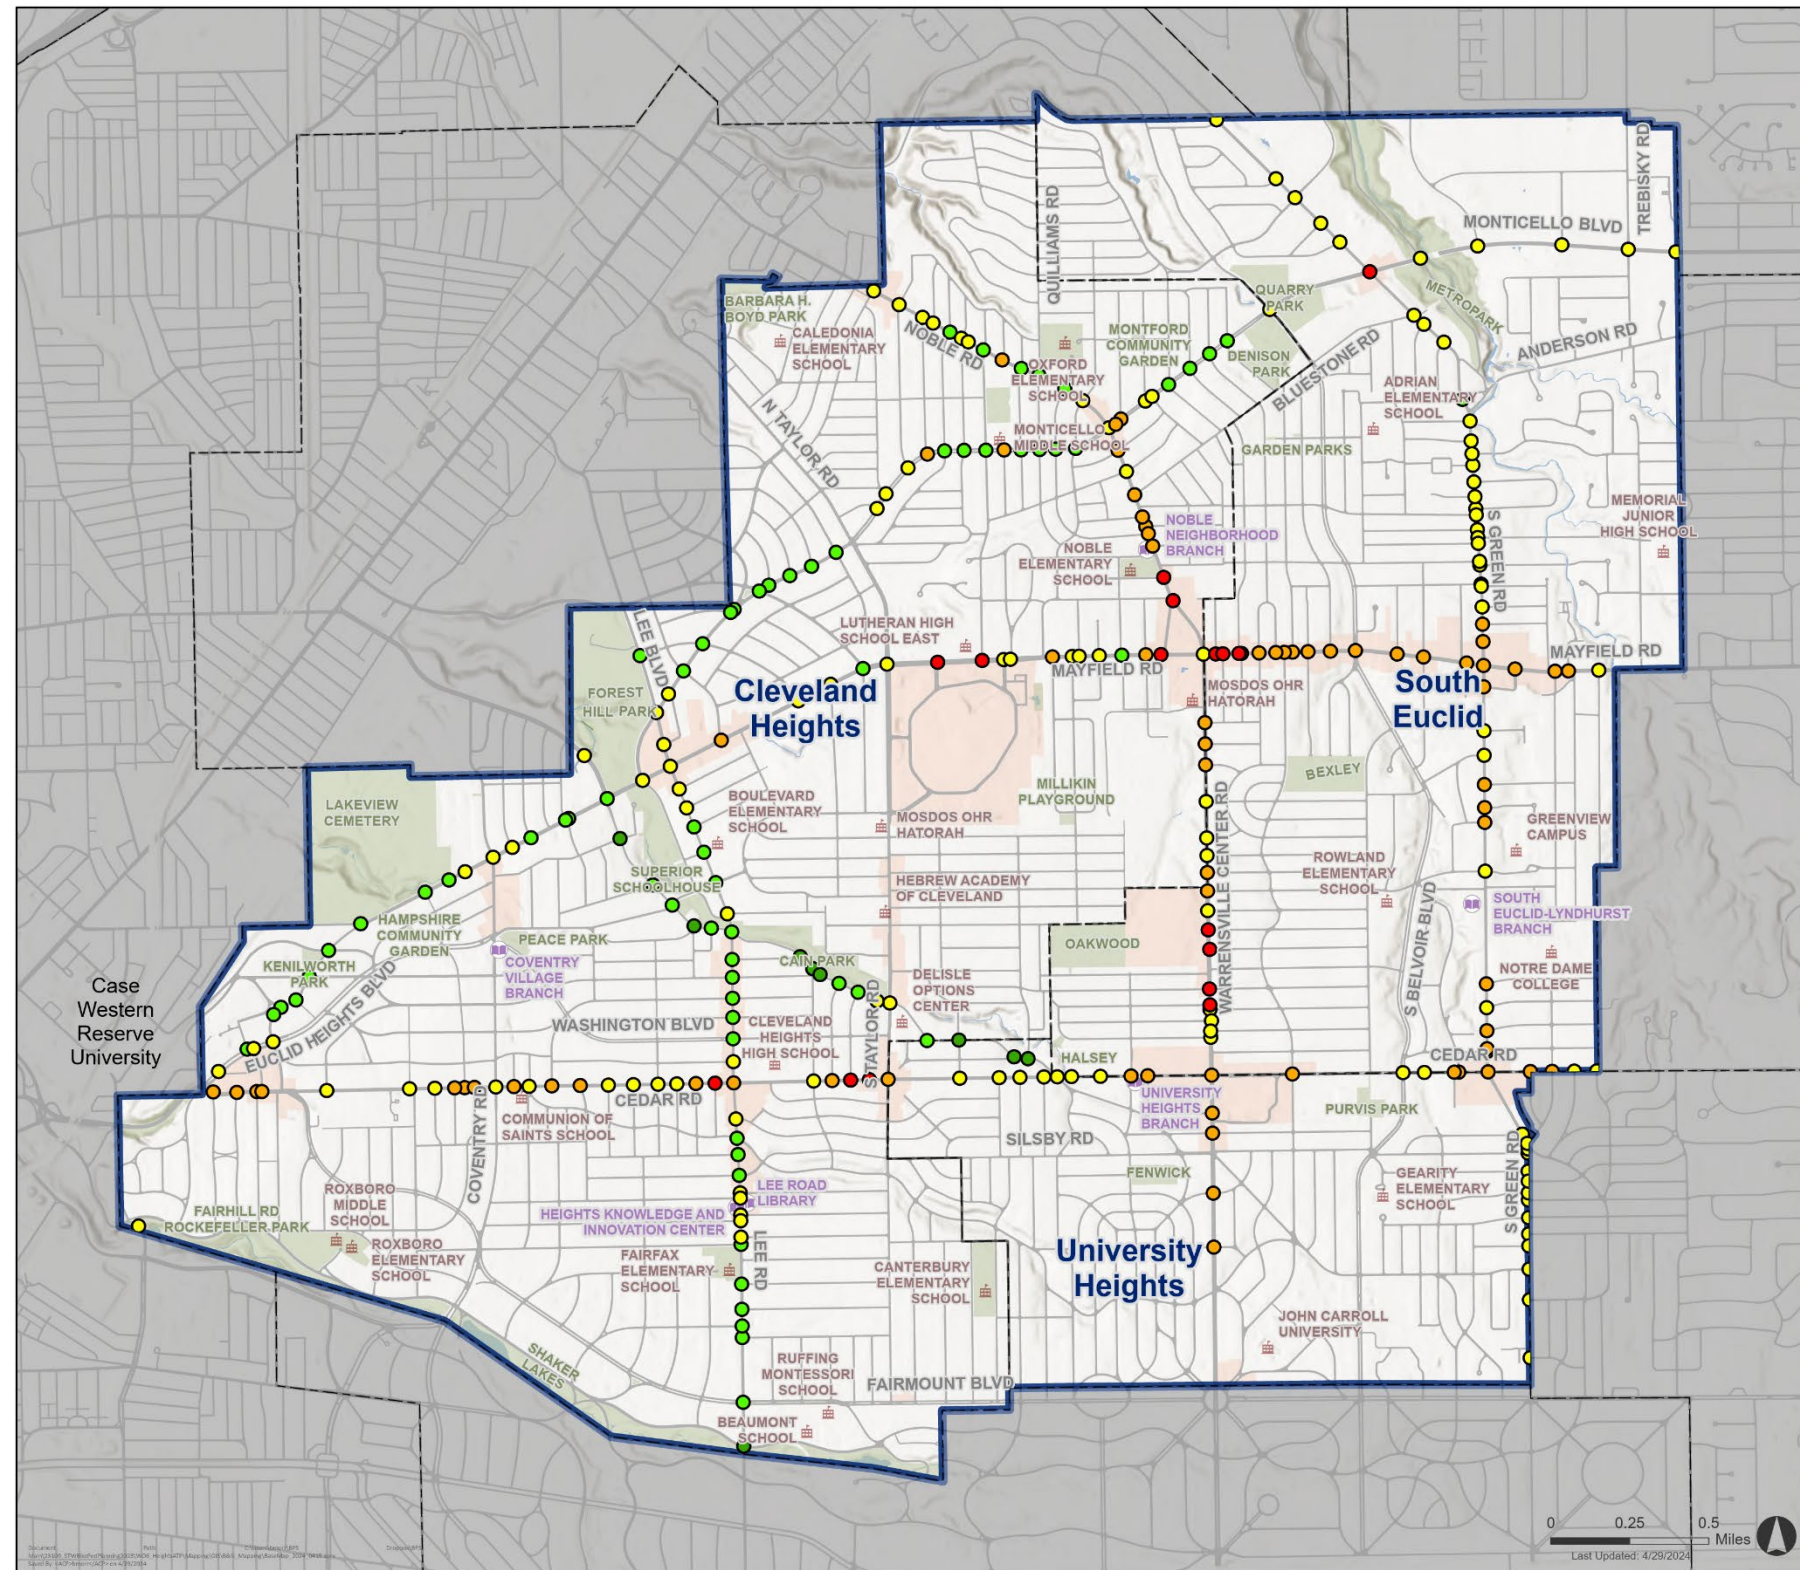 TREBISKY RD
MONTICELLO BLVD
QUILLIAMS RD
QUARRY
PARK
METROPARK
BARBARA H.
BOYD PARK
CALEDONIA
ELEMENTARY
SCHOOL
NOBLE RD
MONTFORD
COMMUNITY
GARDEN
DENISON
PARK
BLUESTONE RD
ANDERSON RD
OXFORD
ELEMENTARY
SCHOOL
ADRIAN
ELEMENTARY
SCHOOL
N TAYLOR RD
MONTICELLO
MIDDLE SCHOOL
GARDEN PARKS
MEMORIAL
JUNIOR
HIGH SCHOOL
S GREEN RD
NOBLE
NEIGHBORHOOD
BRANCH
NOBLE
ELEMENTARY
SCHOOL
LEE BLVD
LUTHERAN HIGH
SCHOOL EAST
MAYFIELD RD
MAYFIELD RD
FOREST
HILL PARK
Cleveland
Heights
MOSDOS OHR
HATORAH
South
Euclid
LAKEVIEW
CEMETERY
BOULEVARD
ELEMENTARY
SCHOOL
MILLIKIN
PLAYGROUND
BEXLEY
MOSDOS OHR
HATORAH
WARRENSVILLE CENTER RD
GREENVIEW
CAMPUS
ROWLAND
ELEMENTARY
SCHOOL
SUPERIOR
SCHOOLHOUSE
HEBREW ACADEMY
OF CLEVELAND
S BELVOIR BLVD
SOUTH
EUCLID-LYNDHURST
BRANCH
HAMPSHIRE
COMMUNITY
GARDEN
PEACE PARK
OAKWOOD
KENILWORTH
PARK
COVENTRY
VILLAGE
BRANCH
CAIN PARK
DELISLE
OPTIONS
CENTER
NOTRE DAME
COLLEGE
Case
Western
Reserve
University
EUCLID HEIGHTS BLVD
WASHINGTON BLVD
CLEVELAND
HEIGHTS
HIGH SCHOOL
S TAYLOR RD
HALSEY
CEDAR RD
CEDAR RD
COVENTRY RD
COMMUNION OF
SAINTS SCHOOL
UNIVERSITY
HEIGHTS
BRANCH
PURVIS PARK
SILSBY RD
S GREEN RD
FENWICK
GEARITY
ELEMENTARY
SCHOOL
ROXBORO
MIDDLE
SCHOOL
FAIRHILL RD
ROCKEFELLER PARK
LEE ROAD
LIBRARY
HEIGHTS KNOWLEDGE AND
INNOVATION CENTER
ROXBORO
ELEMENTARY
SCHOOL
LEE RD
FAIRFAX
ELEMENTARY
SCHOOL
CANTERBURY
ELEMENTARY
SCHOOL
University
Heights
JOHN CARROLL
UNIVERSITY
SHAKER
LAKES
RUFFING
MONTESSORI
SCHOOL
FAIRMOUNT BLVD
BEAUMONT
SCHOOL
0 0.25 0.5
Miles
Last Updated: 4/29/2024